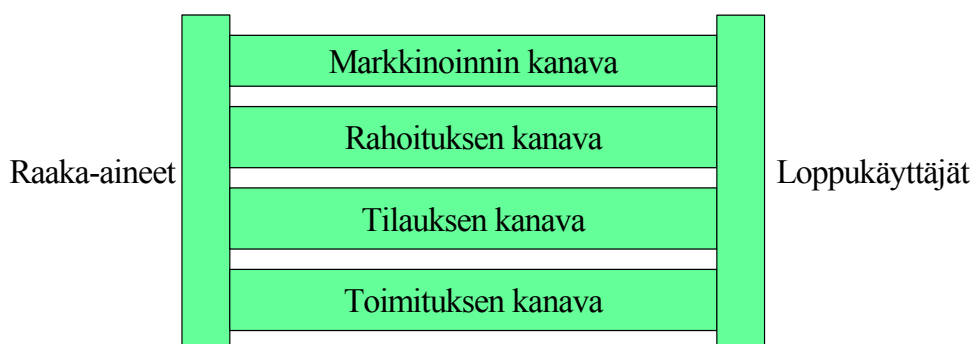 Markkinoinnin kanava
Rahoituksen kanava
Raaka-aineet
Loppukäyttäjät
Tilauksen kanava
Toimituksen kanava